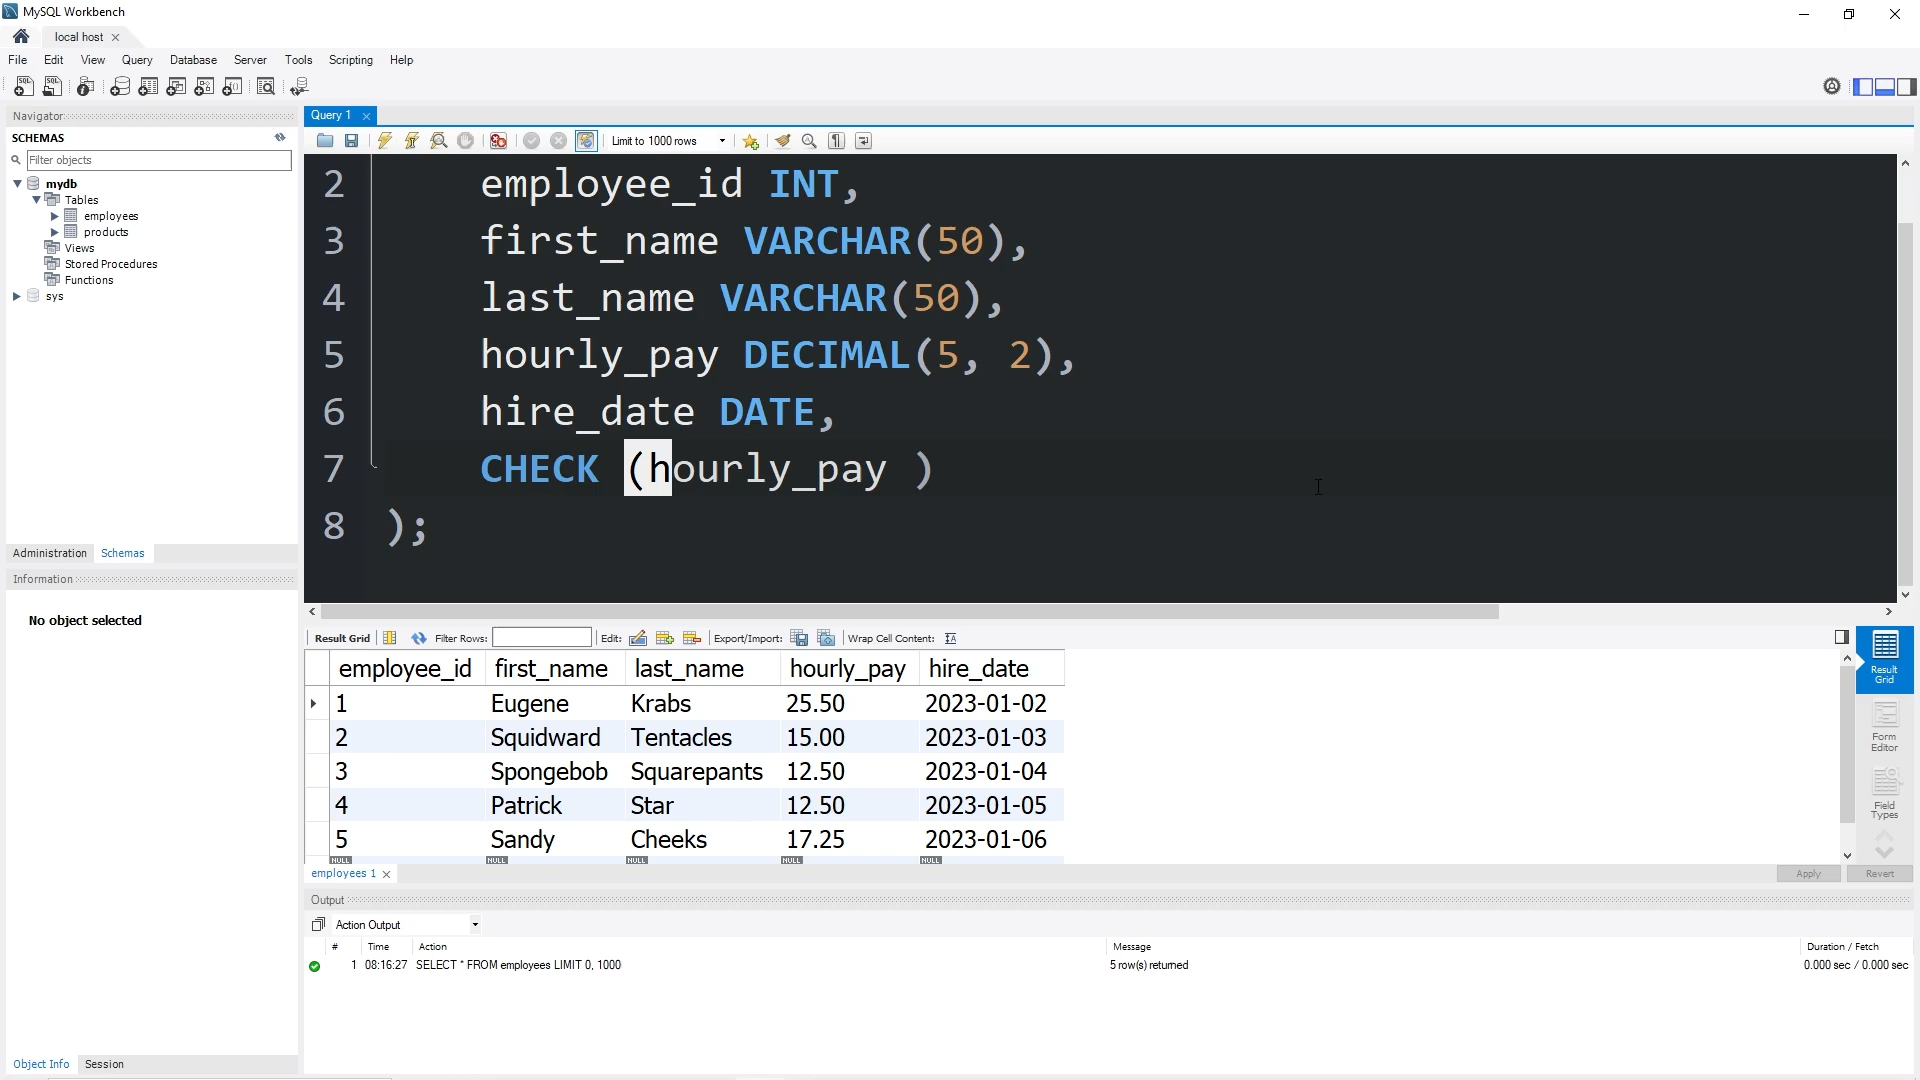 MySQL Workbench
local host
File Edit View Query Database Server Tools Scripting Help
Navigator
SCHEMAS
Filter objects
mydb
Tables
employees
products
Views
Stored Procedures
Functions
sys
Administration Schemas
Information
No object selected
Object Info Session
Query 1
Limit to 1000 rows
2 employee_id INT,
3 first_name VARCHAR(50),
4 last_name VARCHAR(50),
5 hourly_pay DECIMAL(5, 2),
6 hire_date DATE,
7 CHECK (hourly_pay )
8 );
Result Grid Filter Rows: Edit: Export/Import: Wrap Cell Content:
employee_id first_name last_name hourly_pay hire_date
1 Eugene Krabs 25.50 2023-01-02
2 Squidward Tentacles 15.00 2023-01-03
3 Spongebob Squarepants 12.50 2023-01-04
4 Patrick Star 12.50 2023-01-05
5 Sandy Cheeks 17.25 2023-01-06
NULL NULL NULL NULL NULL
Result
Grid
Form
Editor
Field
Types
employees 1
Apply Revert
Output
Action Output
# Time Action Message Duration / Fetch
1 08:16:27 SELECT * FROM employees LIMIT 0, 1000 5 row(s) returned 0.000 sec / 0.000 sec